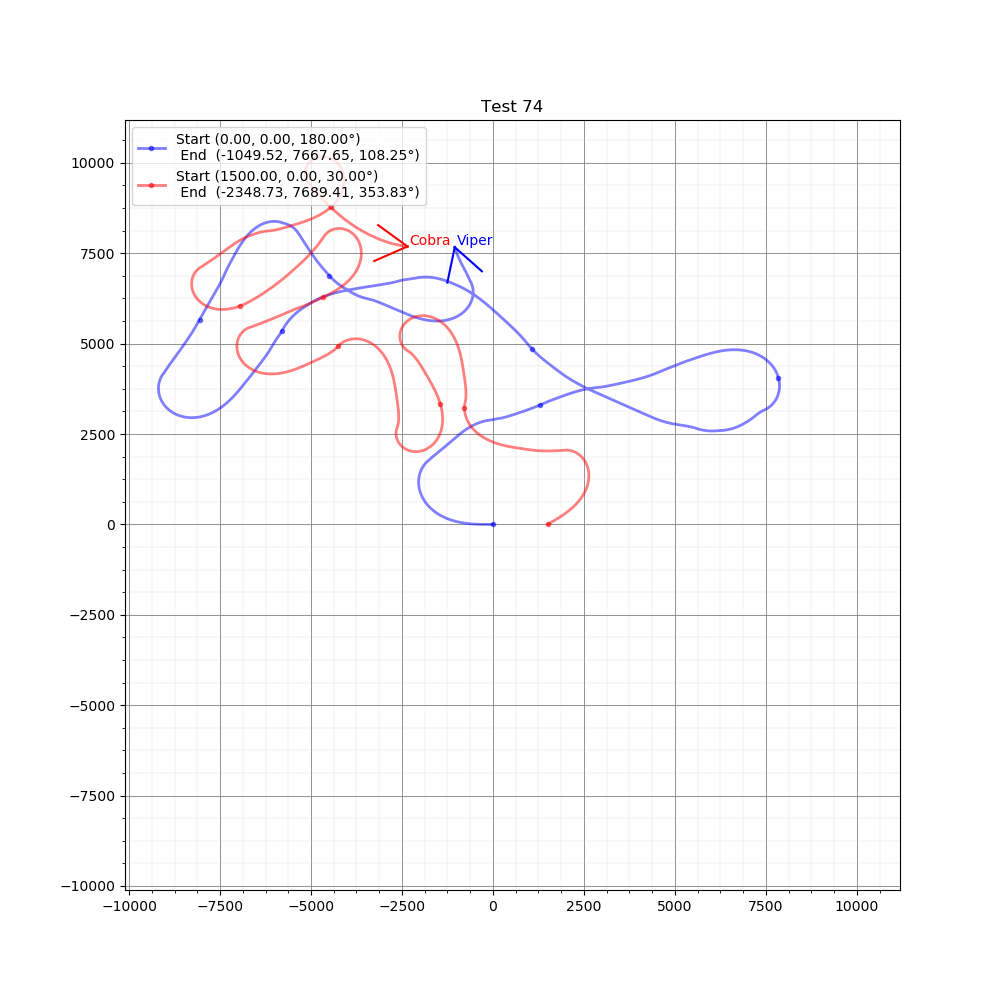 Test 74
Start (0.00, 0.00, 180.00°)
End (-1049.52, 7667.65, 108.25°)
Start (1500.00, 0.00, 30.00°)
End (-2348.73, 7689.41, 353.83°)
Cobra Viper
10000
7500
5000
2500
0
−2500
−5000
−7500
−10000
−10000 −7500 −5000 −2500 0 2500 5000 7500 10000